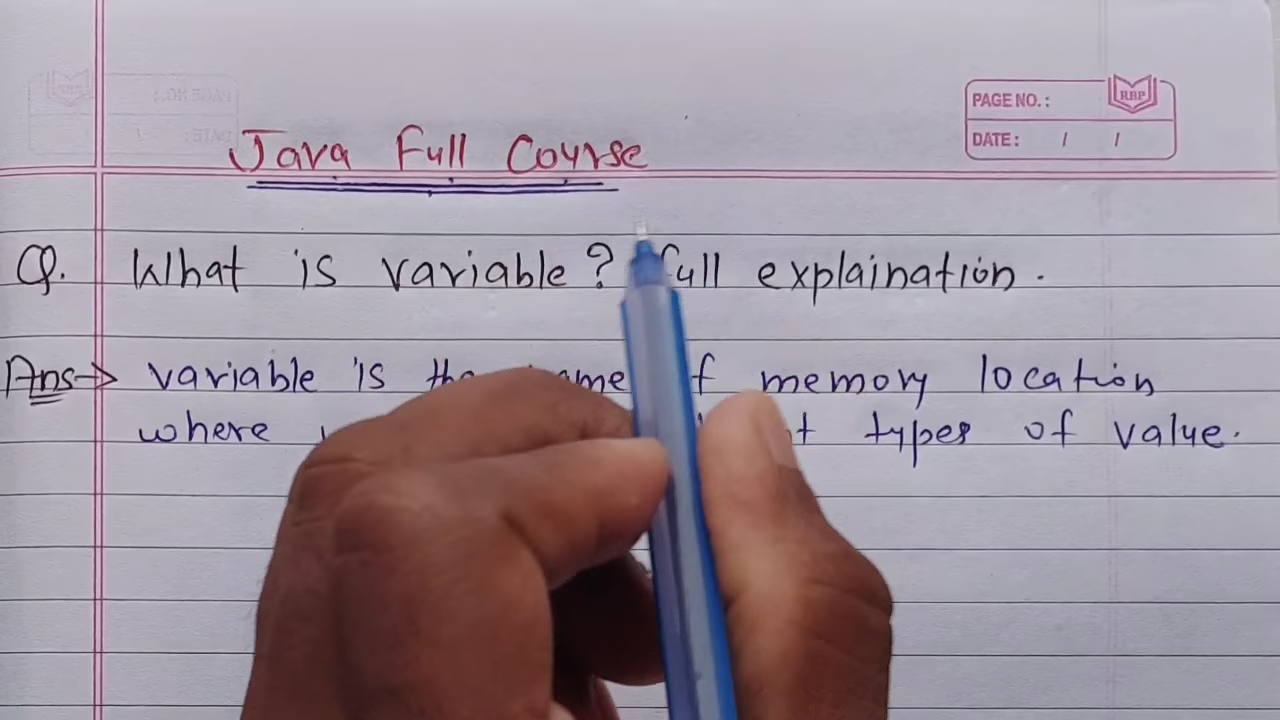 PAGE NO. :
RBP
DATE : / /
Java Full Course
Q. What is variable? full explaination.
Ans→ variable is the name of memory location
where types of value.